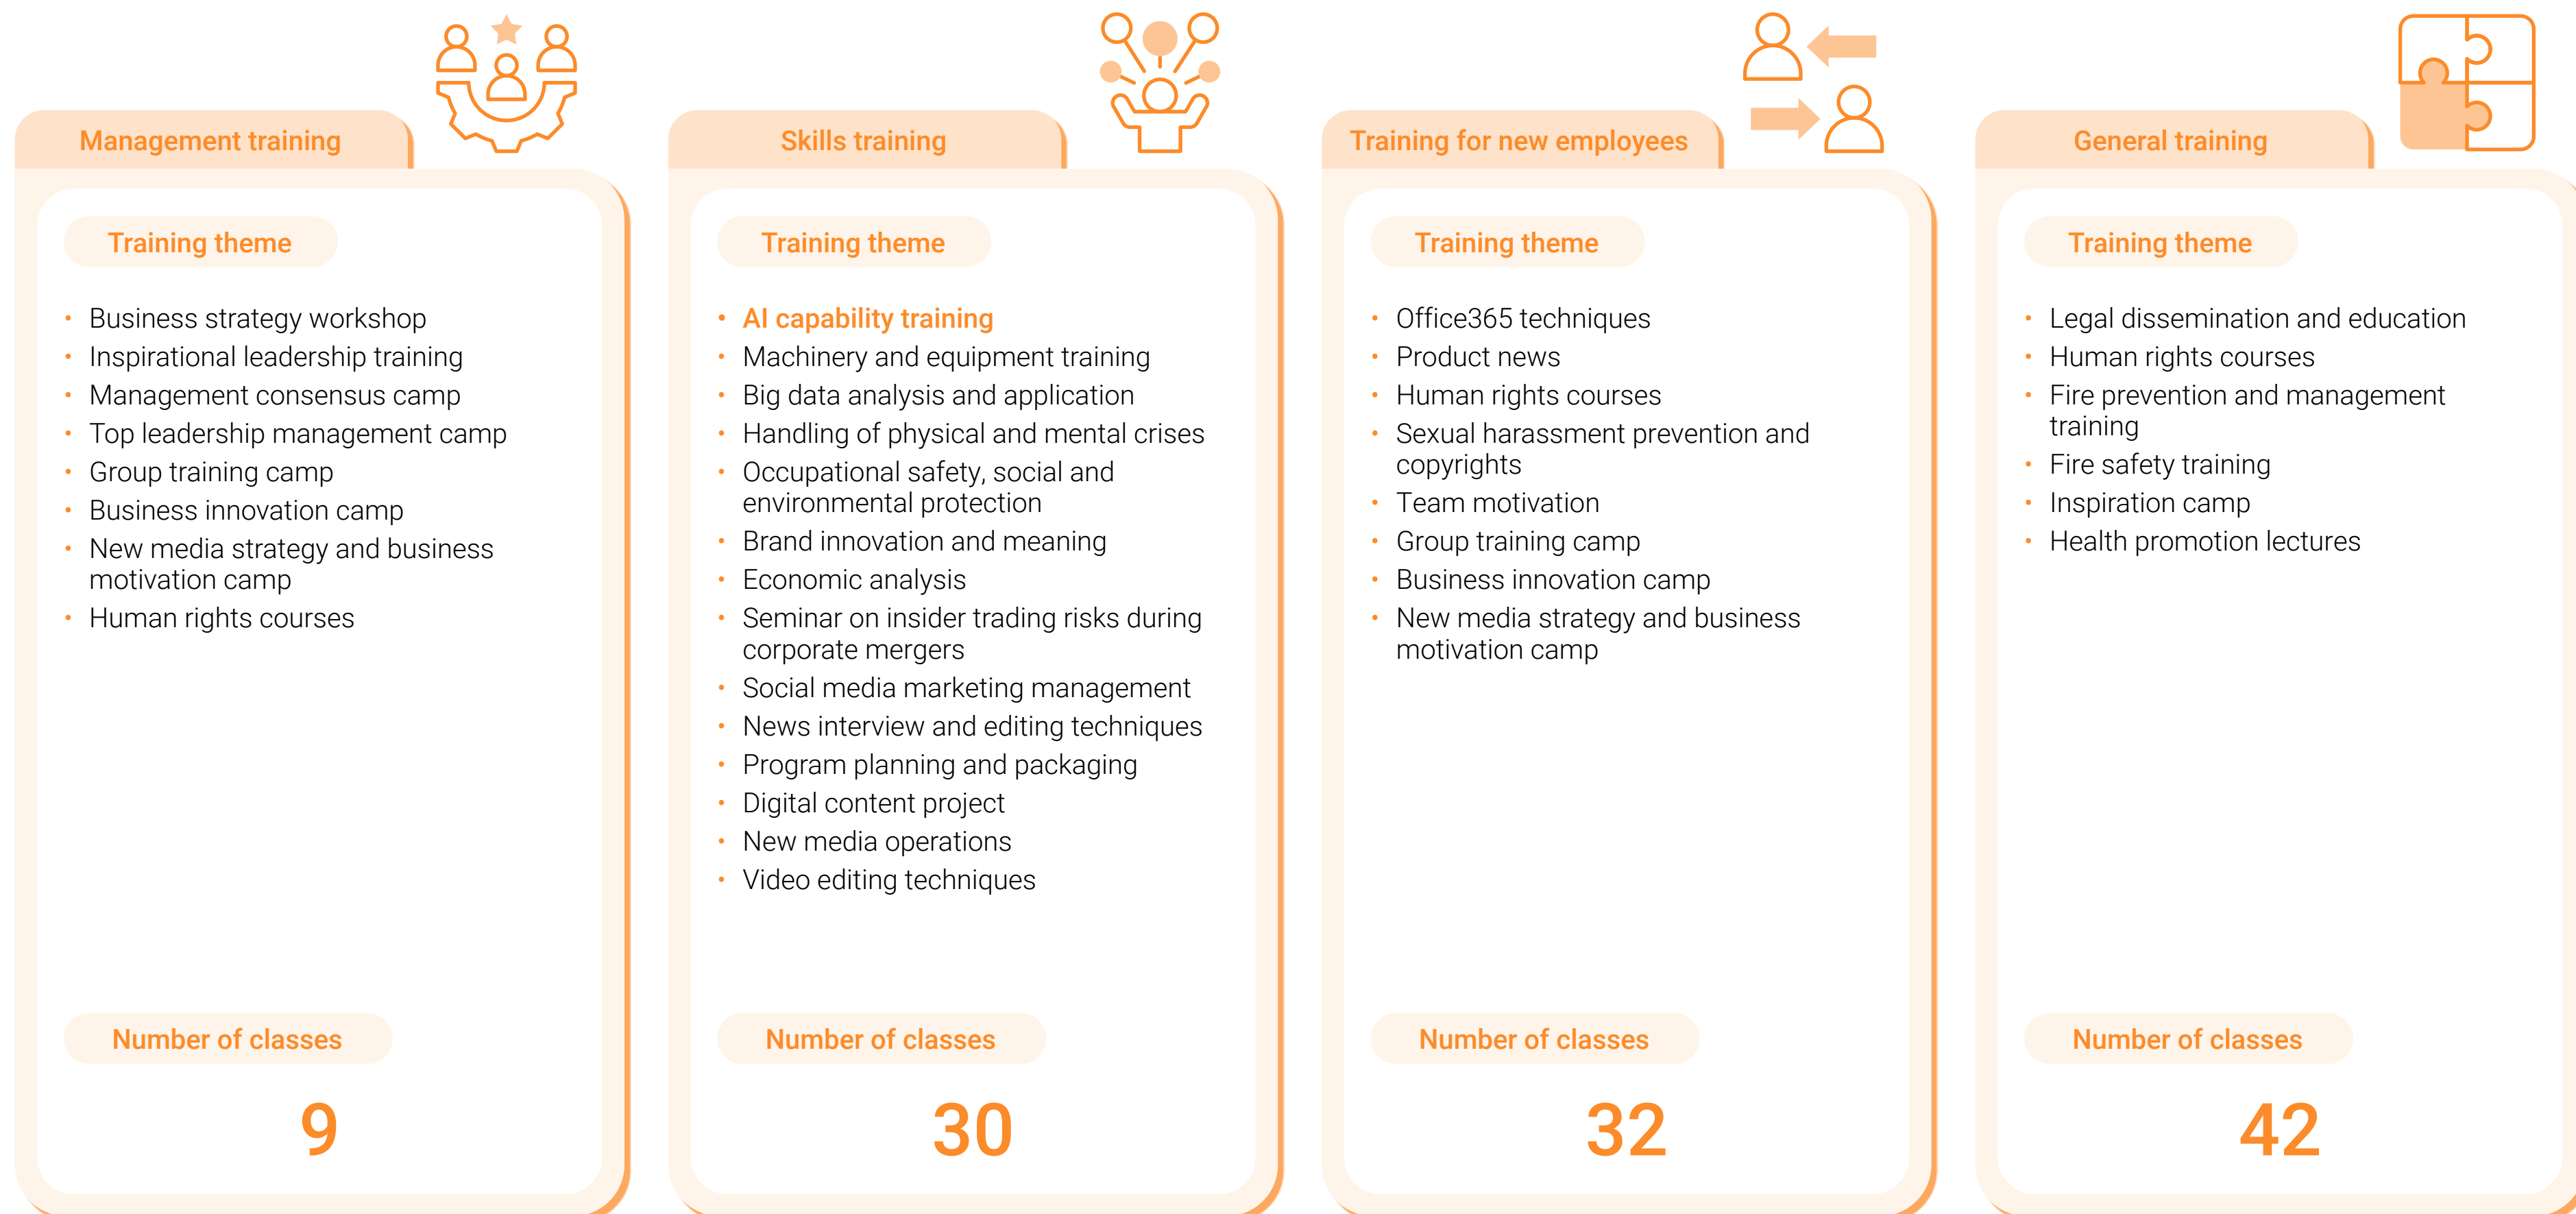 Management training
Training theme
• Business strategy workshop
• Inspirational leadership training
• Management consensus camp
• Top leadership management camp
• Group training camp
• Business innovation camp
• New media strategy and business
motivation camp
• Human rights courses
Number of classes
9
Skills training
Training theme
• AI capability training
• Machinery and equipment training
• Big data analysis and application
• Handling of physical and mental crises
• Occupational safety, social and
environmental protection
• Brand innovation and meaning
• Economic analysis
• Seminar on insider trading risks during
corporate mergers
• Social media marketing management
• News interview and editing techniques
• Program planning and packaging
• Digital content project
• New media operations
• Video editing techniques
Number of classes
30
Training for new employees
Training theme
• Office365 techniques
• Product news
• Human rights courses
• Sexual harassment prevention and
copyrights
• Team motivation
• Group training camp
• Business innovation camp
• New media strategy and business
motivation camp
Number of classes
32
General training
Training theme
• Legal dissemination and education
• Human rights courses
• Fire prevention and management
training
• Fire safety training
• Inspiration camp
• Health promotion lectures
Number of classes
42